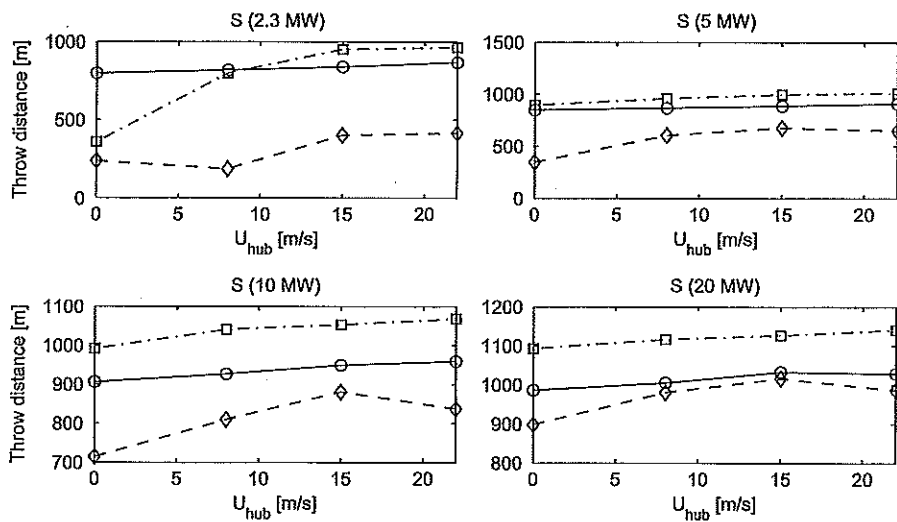 S (2.3 MW)
S (5 MW)
Throw distance [m]
1000
500
0
0 5 10 15 20
U_hub [m/s]
1500
1000
500
0
0 5 10 15 20
U_hub [m/s]
S (10 MW)
S (20 MW)
Throw distance [m]
1100
1000
900
800
700
0 5 10 15 20
U_hub [m/s]
1200
1100
1000
900
800
0 5 10 15 20
U_hub [m/s]